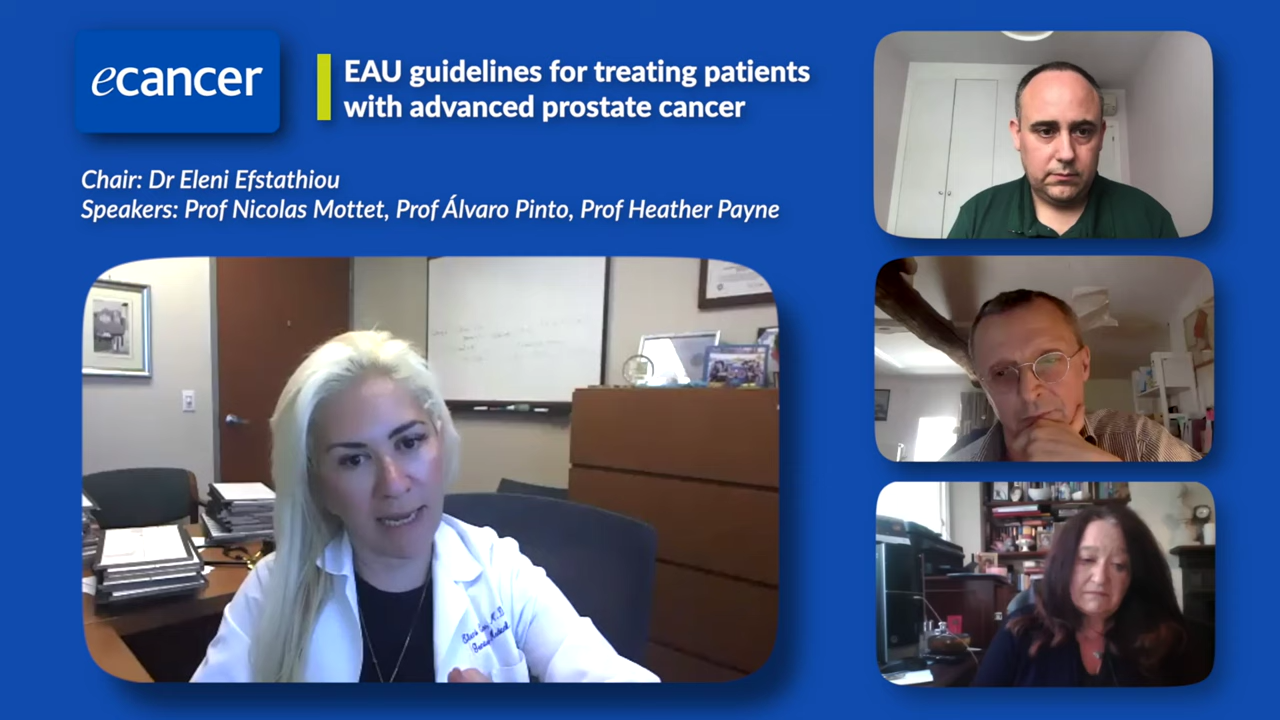 ecancer
EAU guidelines for treating patients
with advanced prostate cancer
Chair: Dr Eleni Efstathiou
Speakers: Prof Nicolas Mottet, Prof Álvaro Pinto, Prof Heather Payne